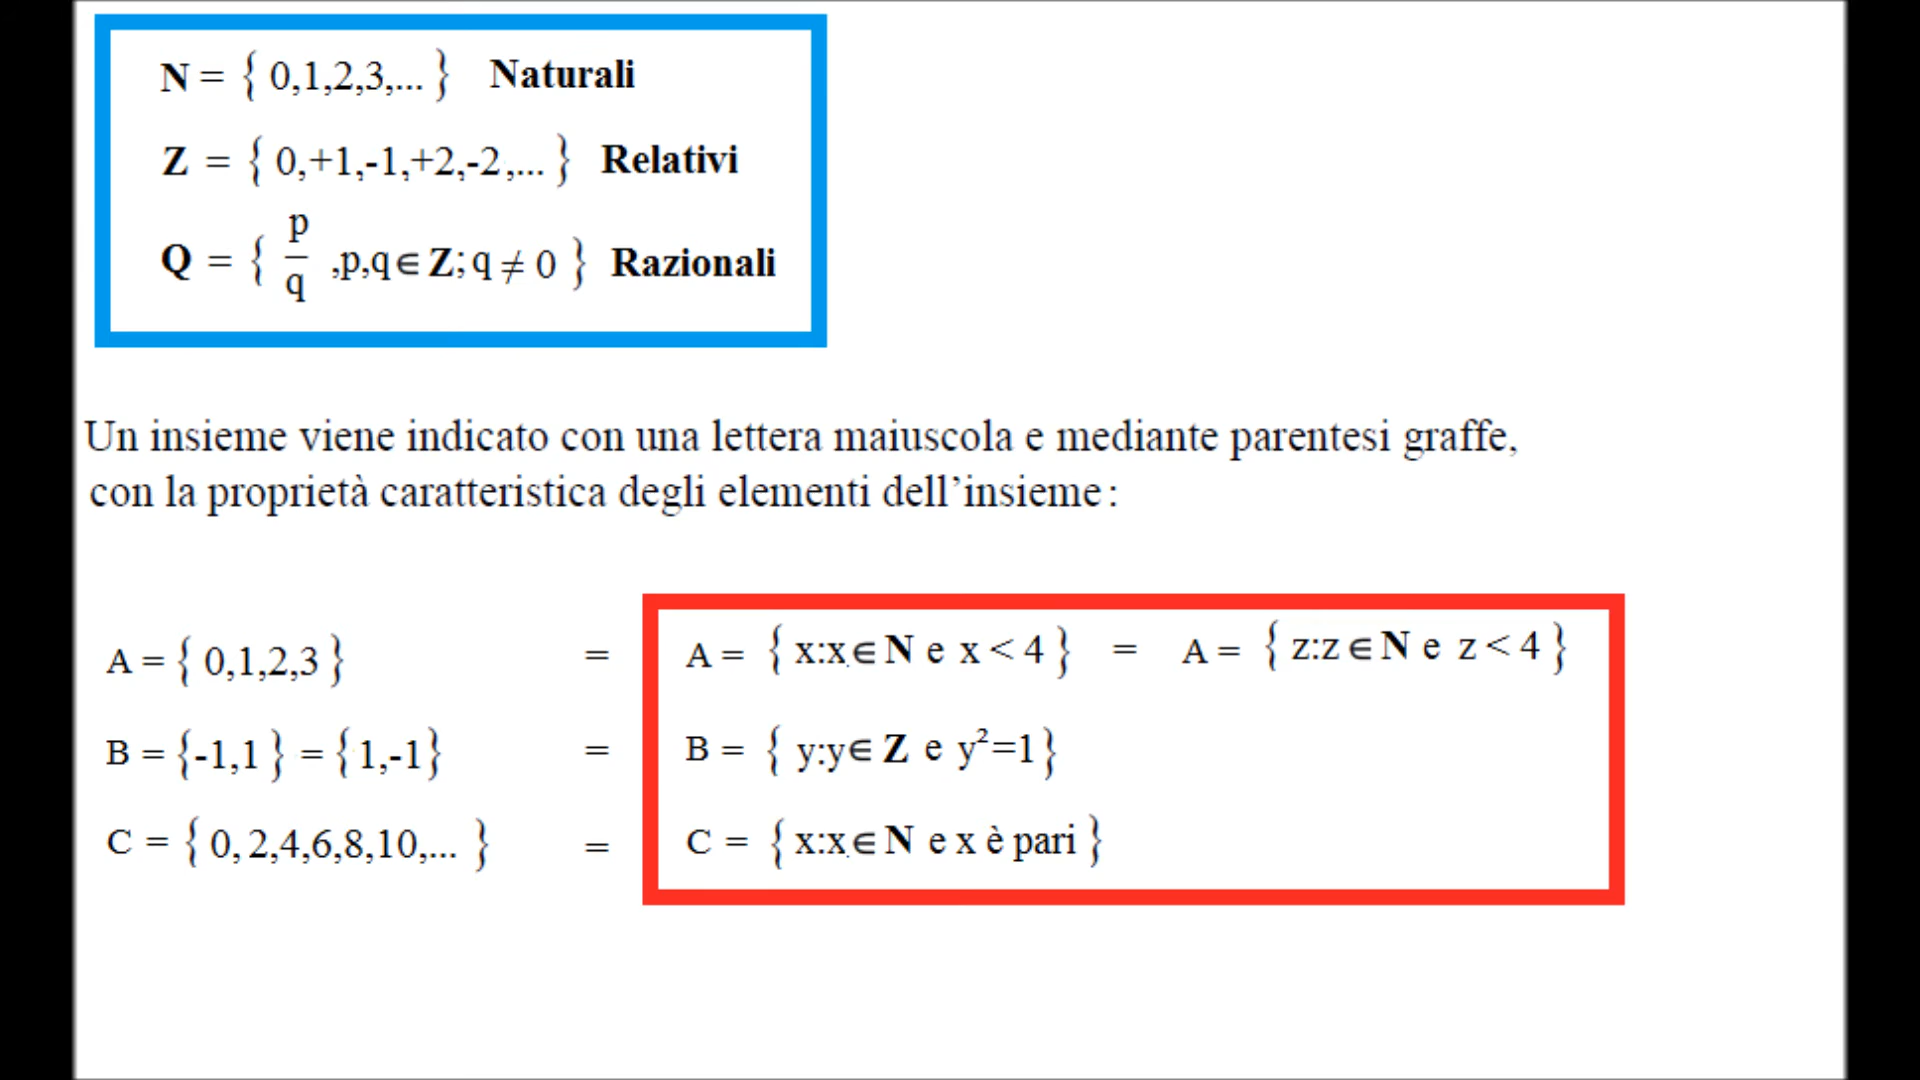 N = { 0,1,2,3,... } Naturali
Z = { 0,+1,-1,+2,-2,... } Relativi
Q = { p/q ,p,q∈Z; q ≠ 0 } Razionali
Un insieme viene indicato con una lettera maiuscola e mediante parentesi graffe,
con la proprietà caratteristica degli elementi dell’insieme:
A = { 0,1,2,3 } = A = { x:x∈N e x < 4 } = A = { z:z∈N e z < 4 }
B = {-1,1 } = { 1,-1} = B = { y:y∈ Z e y²=1}
C = { 0, 2,4,6,8,10,... } = C = { x:x∈N e x è pari }